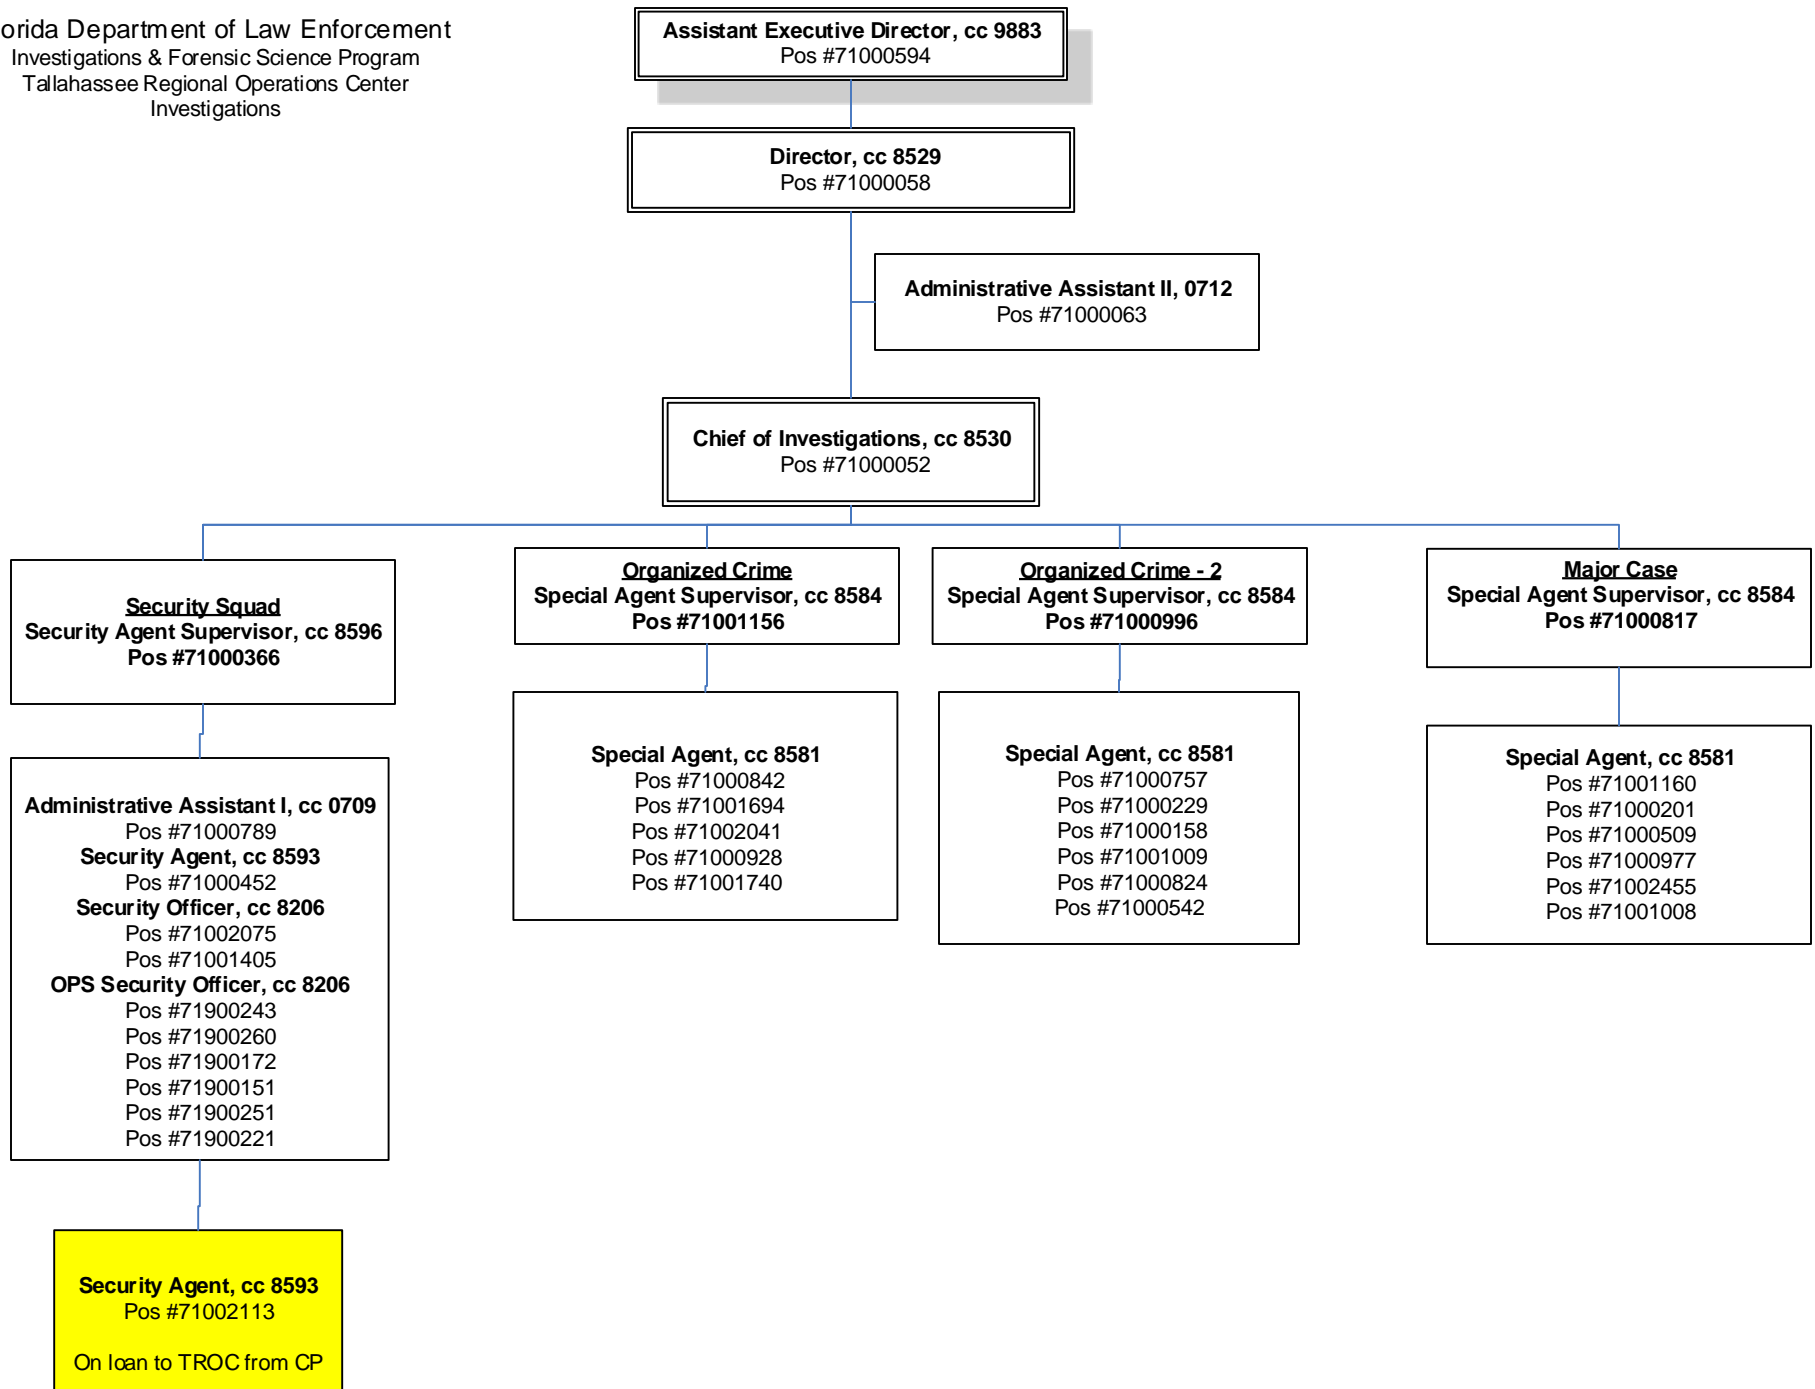 orida Department of Law Enforcement
Investigations & Forensic Science Program
Tallahassee Regional Operations Center
Investigations
Assistant Executive Director, cc 9883
Pos #71000594
Director, cc 8529
Pos #71000058
Administrative Assistant II, 0712
Pos #71000063
Chief of Investigations, cc 8530
Pos #71000052
Security Squad
Security Agent Supervisor, cc 8596
Pos #71000366
Organized Crime
Special Agent Supervisor, cc 8584
Pos #71001156
Organized Crime - 2
Special Agent Supervisor, cc 8584
Pos #71000996
Major Case
Special Agent Supervisor, cc 8584
Pos #71000817
Administrative Assistant I, cc 0709
Pos #71000789
Security Agent, cc 8593
Pos #71000452
Security Officer, cc 8206
Pos #71002075
Pos #71001405
OPS Security Officer, cc 8206
Pos #71900243
Pos #71900260
Pos #71900172
Pos #71900151
Pos #71900251
Pos #71900221
Special Agent, cc 8581
Pos #71000842
Pos #71001694
Pos #71002041
Pos #71000928
Pos #71001740
Special Agent, cc 8581
Pos #71000757
Pos #71000229
Pos #71000158
Pos #71001009
Pos #71000824
Pos #71000542
Special Agent, cc 8581
Pos #71001160
Pos #71000201
Pos #71000509
Pos #71000977
Pos #71002455
Pos #71001008
Security Agent, cc 8593
Pos #71002113
On loan to TROC from CP